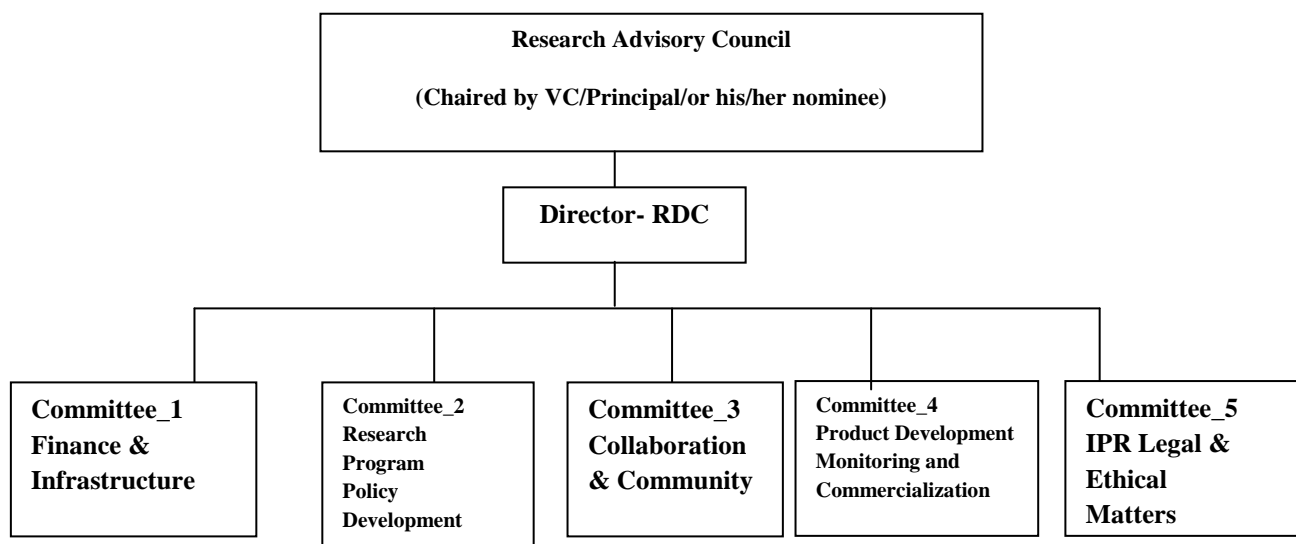 Research Advisory Council
(Chaired by VC/Principal/or his/her nominee)
Director- RDC
Committee_1
Finance &
Infrastructure
Committee_2
Research
Program
Policy
Development
Committee_3
Collaboration
& Community
Committee_4
Product Development
Monitoring and
Commercialization
Committee_5
IPR Legal &
Ethical
Matters